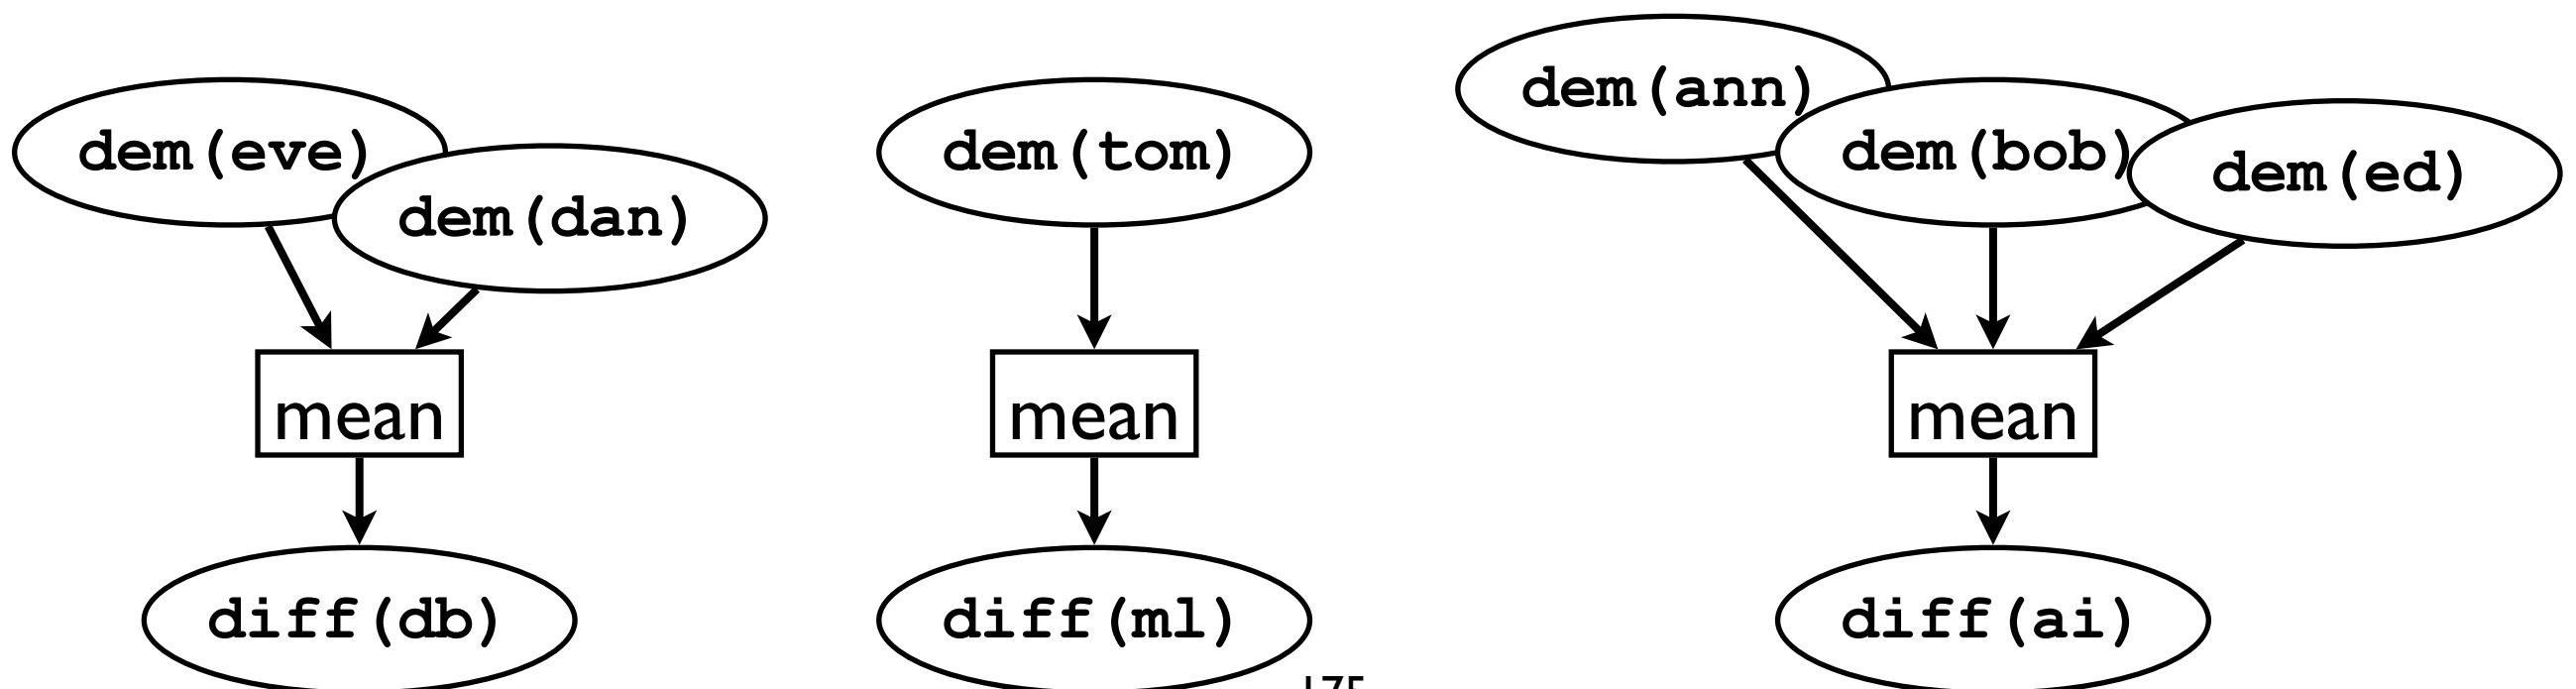 dem(eve)
dem(dan)
dem(tom)
dem(ann)
dem(bob)
dem(ed)
mean
mean
mean
diff(db)
diff(ml)
diff(ai)